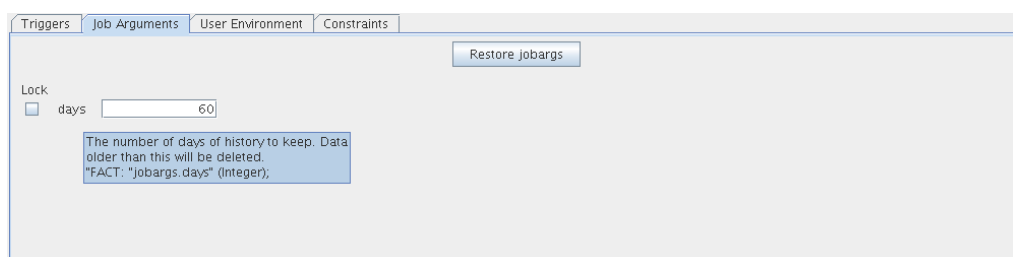 Triggers Job Arguments User Environment Constraints
Restore jobargs
Lock
days 60
The number of days of history to keep. Data
older than this will be deleted.
"FACT: "jobargs.days" (Integer);